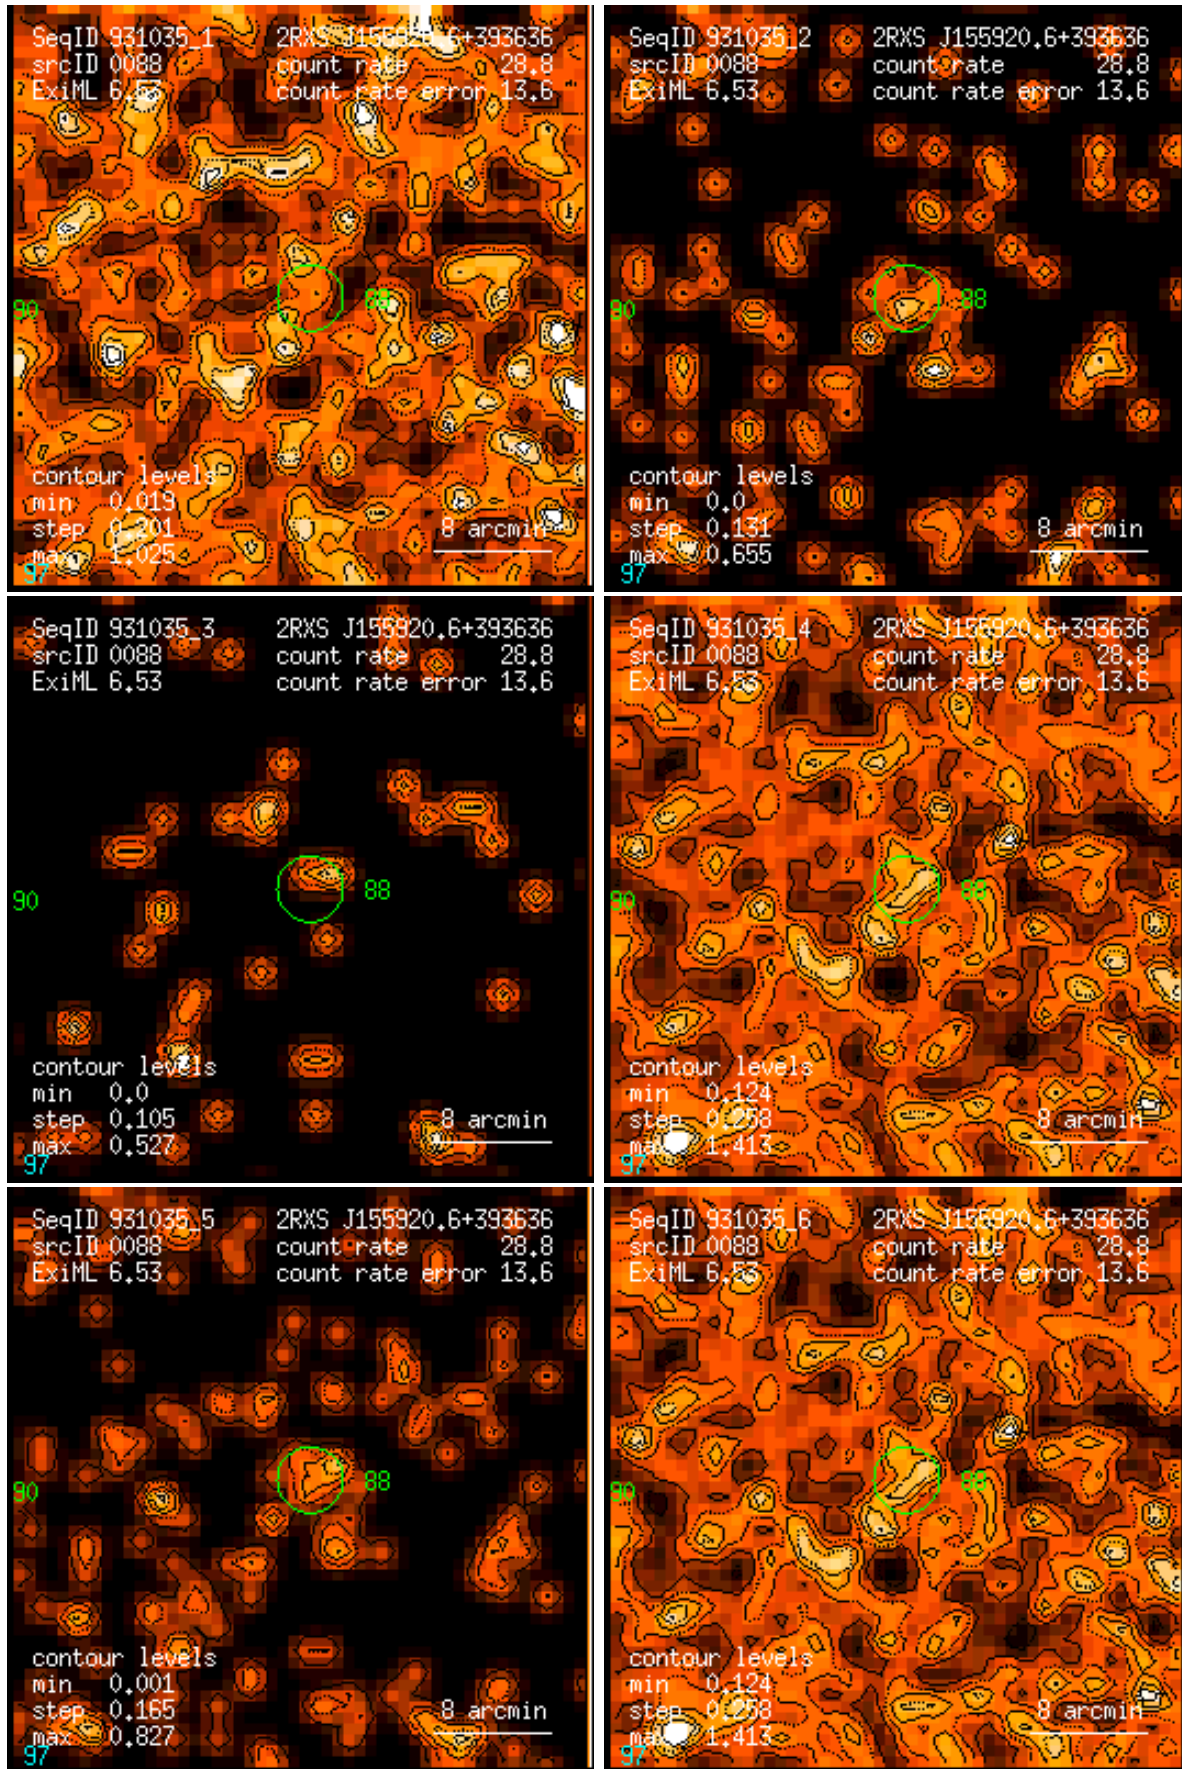 SeqID 931035_1 2RXS J155920.6+393636
srcID 0088 count rate 28.8
ExiML 6.53 count rate error 13.6
88
90
contour levels
min 0.019
step 0.201
max 1.025
8 arcmin
97
SeqID 931035_2 2RXS J155920.6+393636
srcID 0088 count rate 28.8
ExiML 6.53 count rate error 13.6
88
90
contour levels
min 0.0
step 0.131
max 0.655
8 arcmin
97
SeqID 931035_3 2RXS J155920.6+393636
srcID 0088 count rate 28.8
ExiML 6.53 count rate error 13.6
88
90
contour levels
min 0.0
step 0.105
max 0.527
8 arcmin
97
SeqID 931035_4 2RXS J155920.6+393636
srcID 0088 count rate 28.8
ExiML 6.53 count rate error 13.6
88
90
contour levels
min 0.124
step 0.258
max 1.413
8 arcmin
97
SeqID 931035_5 2RXS J155920.6+393636
srcID 0088 count rate 28.8
ExiML 6.53 count rate error 13.6
88
90
contour levels
min 0.001
step 0.165
max 0.827
8 arcmin
97
SeqID 931035_6 2RXS J155920.6+393636
srcID 0088 count rate 28.8
ExiML 6.53 count rate error 13.6
88
90
contour levels
min 0.124
step 0.258
max 1.413
8 arcmin
97